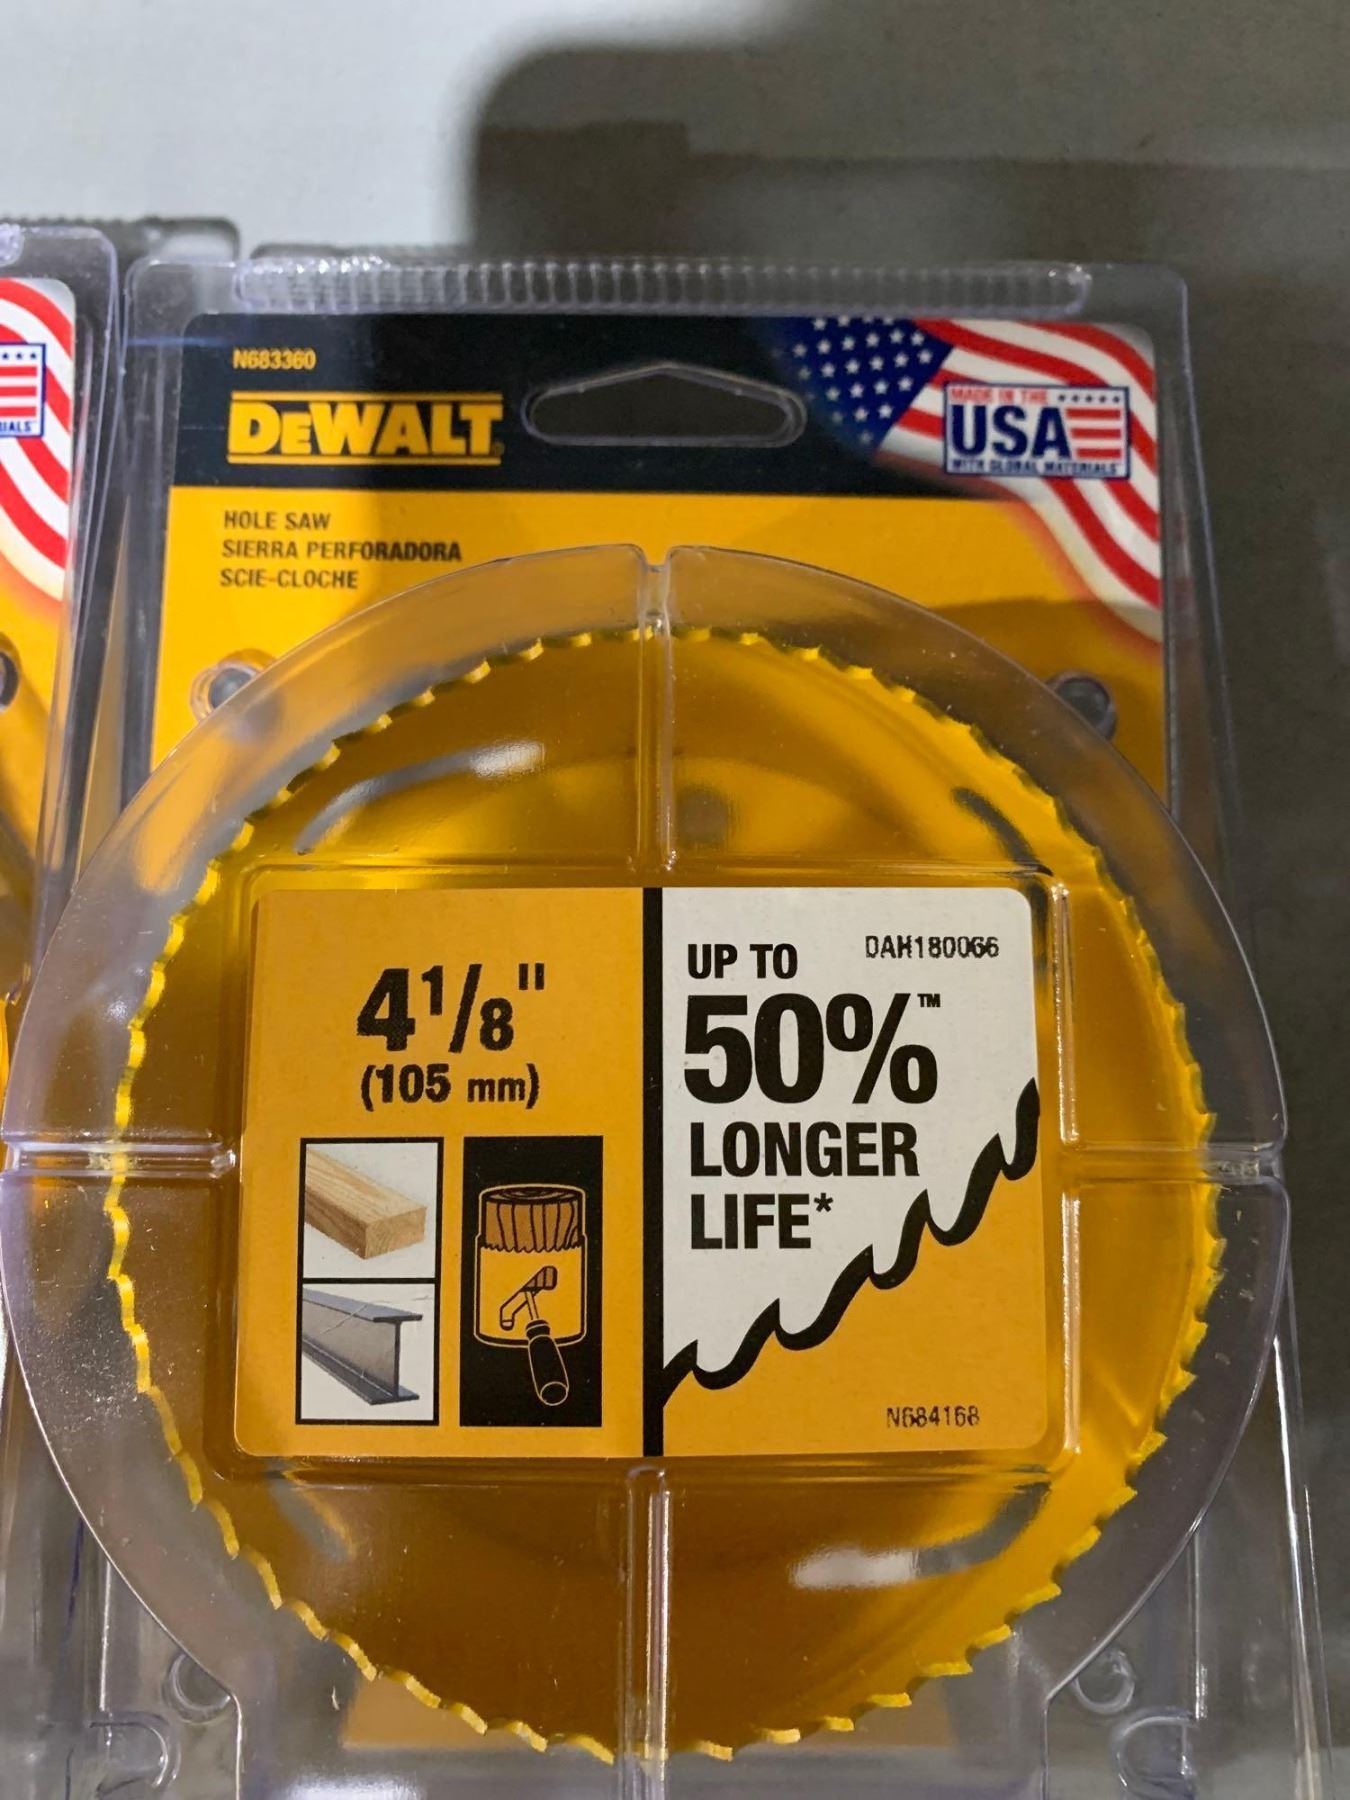 N683360
DEWALT
MADE IN THE
USA
WITH GLOBAL MATERIALS
IALS
HOLE SAW
SIERRA PERFORADORA
SCIE-CLOCHE
4 1/8"
(105 mm)
UP TO
DAH180066
50%™
LONGER
LIFE*
N684168